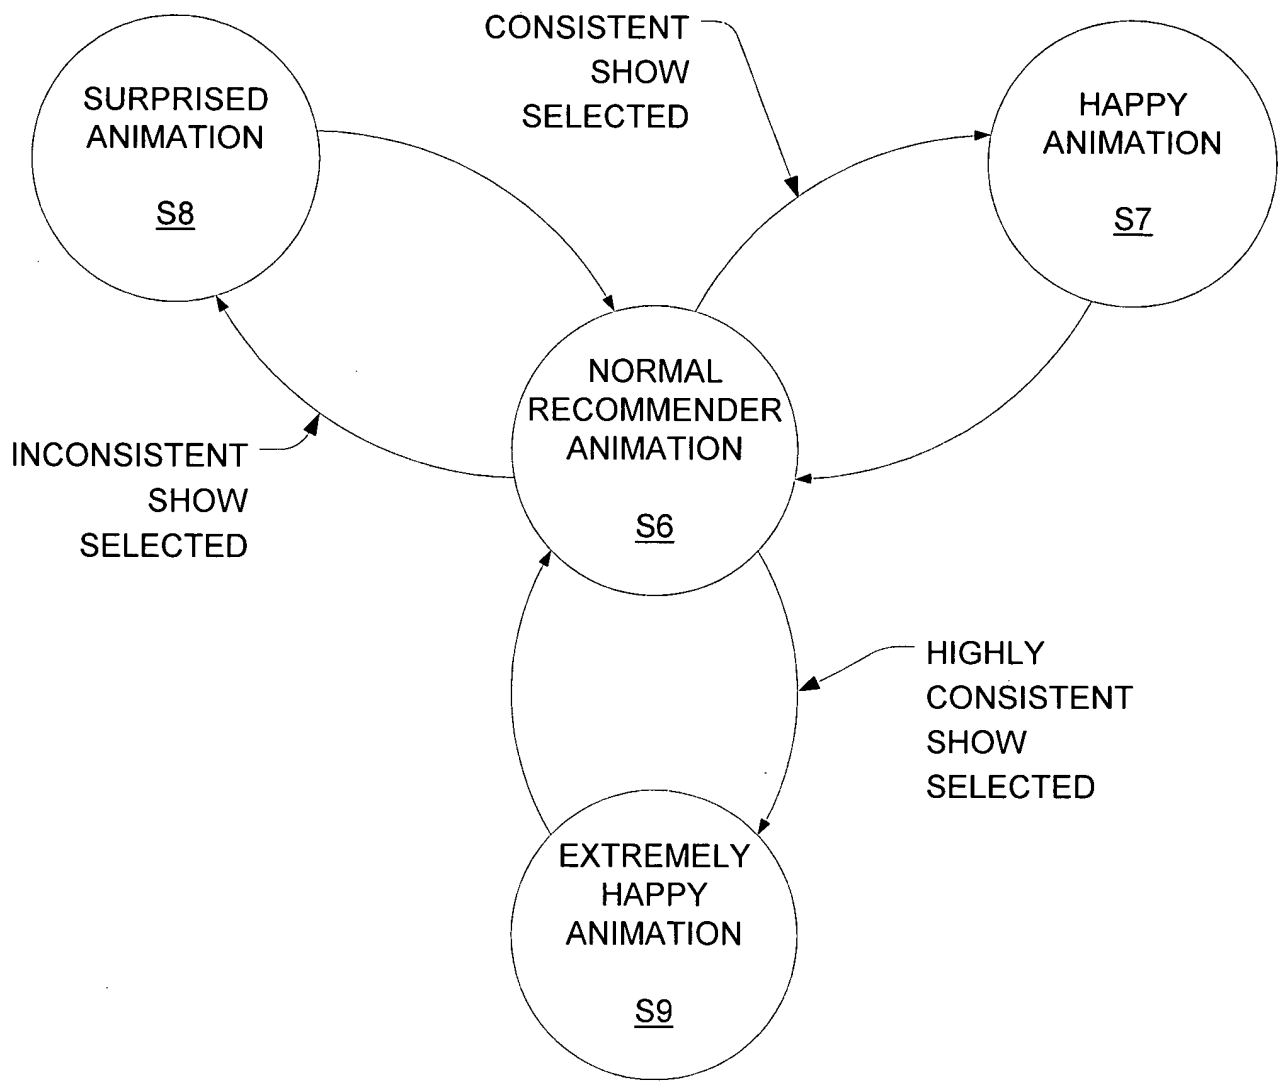 SURPRISED
ANIMATION
S8
CONSISTENT
SHOW
SELECTED
HAPPY
ANIMATION
S7
NORMAL
RECOMMENDER
ANIMATION
S6
INCONSISTENT
SHOW
SELECTED
HIGHLY
CONSISTENT
SHOW
SELECTED
EXTREMELY
HAPPY
ANIMATION
S9